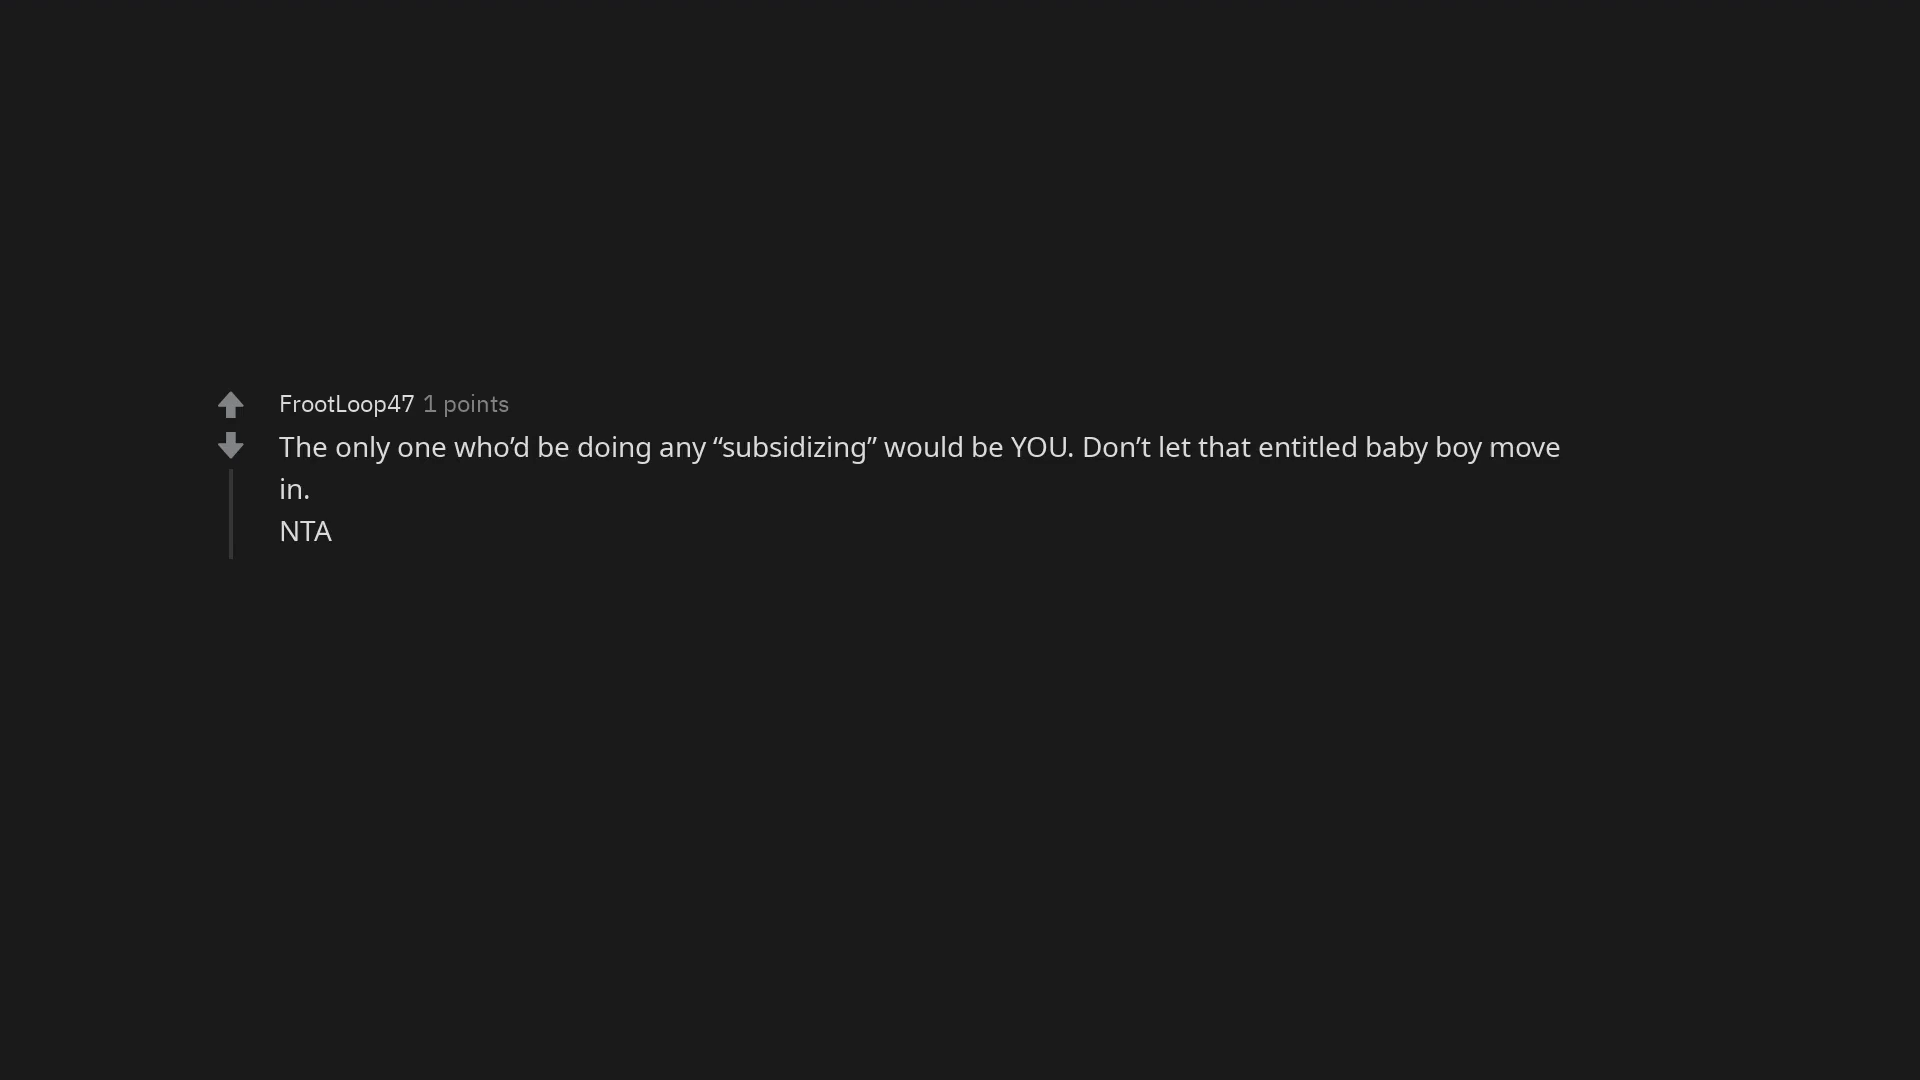 FrootLoop47 1 points
The only one who’d be doing any “subsidizing” would be YOU. Don’t let that entitled baby boy move
in.
NTA